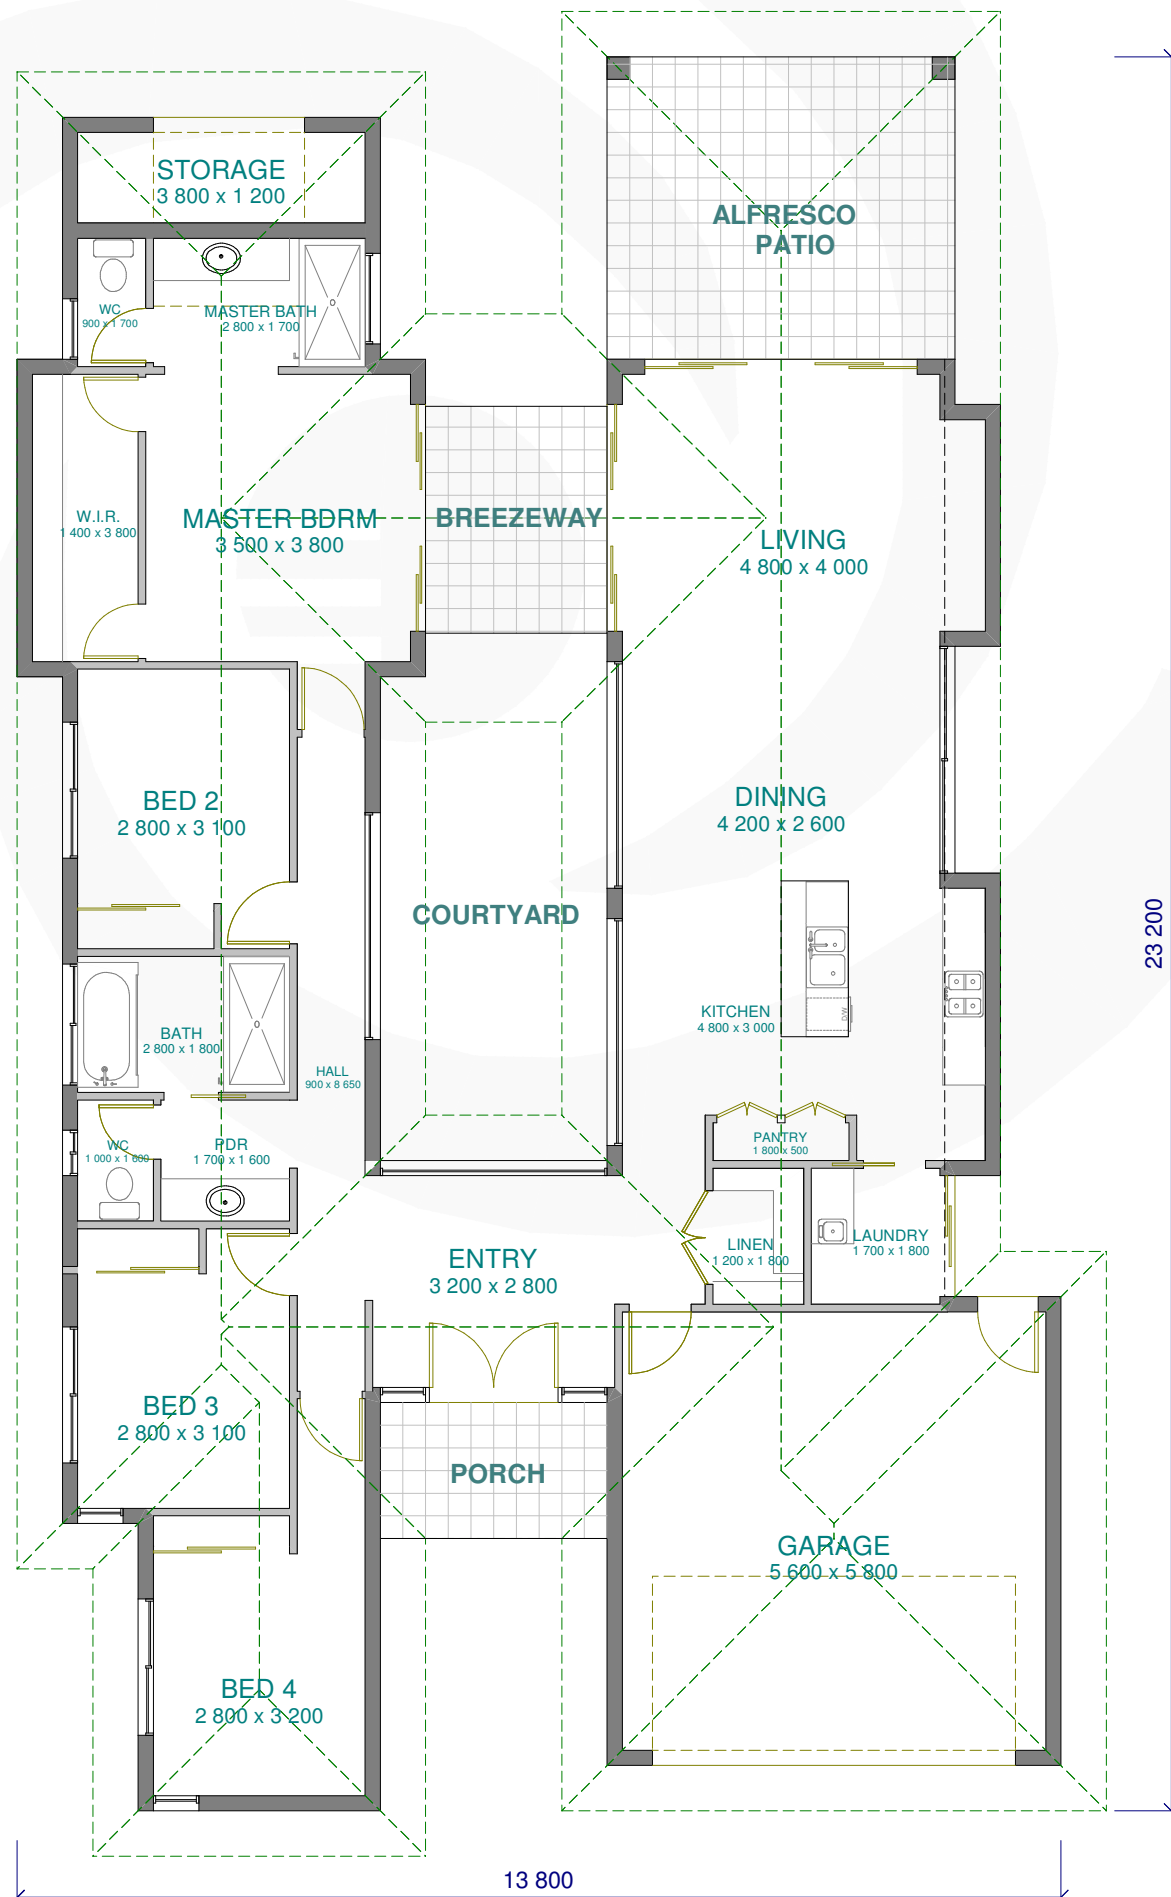 STORAGE
3 800 x 1 200
ALFRESCO
PATIO
WC
900 x 1 700
MASTER BATH
2 800 x 1 700
W.I.R.
1 400 x 3 800
MASTER BDRM
3 500 x 3 800
BREEZEWAY
LIVING
4 800 x 4 000
BED 2
2 800 x 3 100
DINING
4 200 x 2 600
COURTYARD
23 200
KITCHEN
4 800 x 3 000
D/W
BATH
2 800 x 1 800
HALL
900 x 8 650
WC
1 000 x 1 600
PDR
1 700 x 1 600
PANTRY
1 800 x 500
LINEN
1 200 x 1 800
LAUNDRY
1 700 x 1 800
ENTRY
3 200 x 2 800
BED 3
2 800 x 3 100
PORCH
GARAGE
5 600 x 5 800
BED 4
2 800 x 3 200
13 800